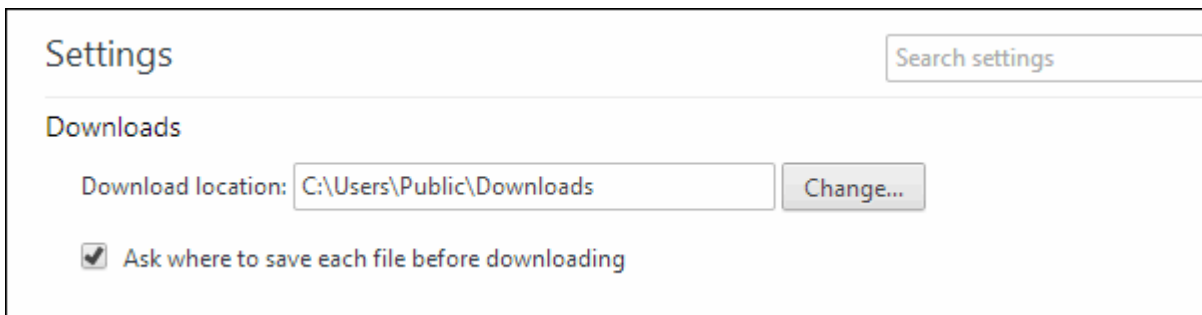 Settings
Search settings
Downloads
Download location: C:\Users\Public\Downloads Change...
Ask where to save each file before downloading